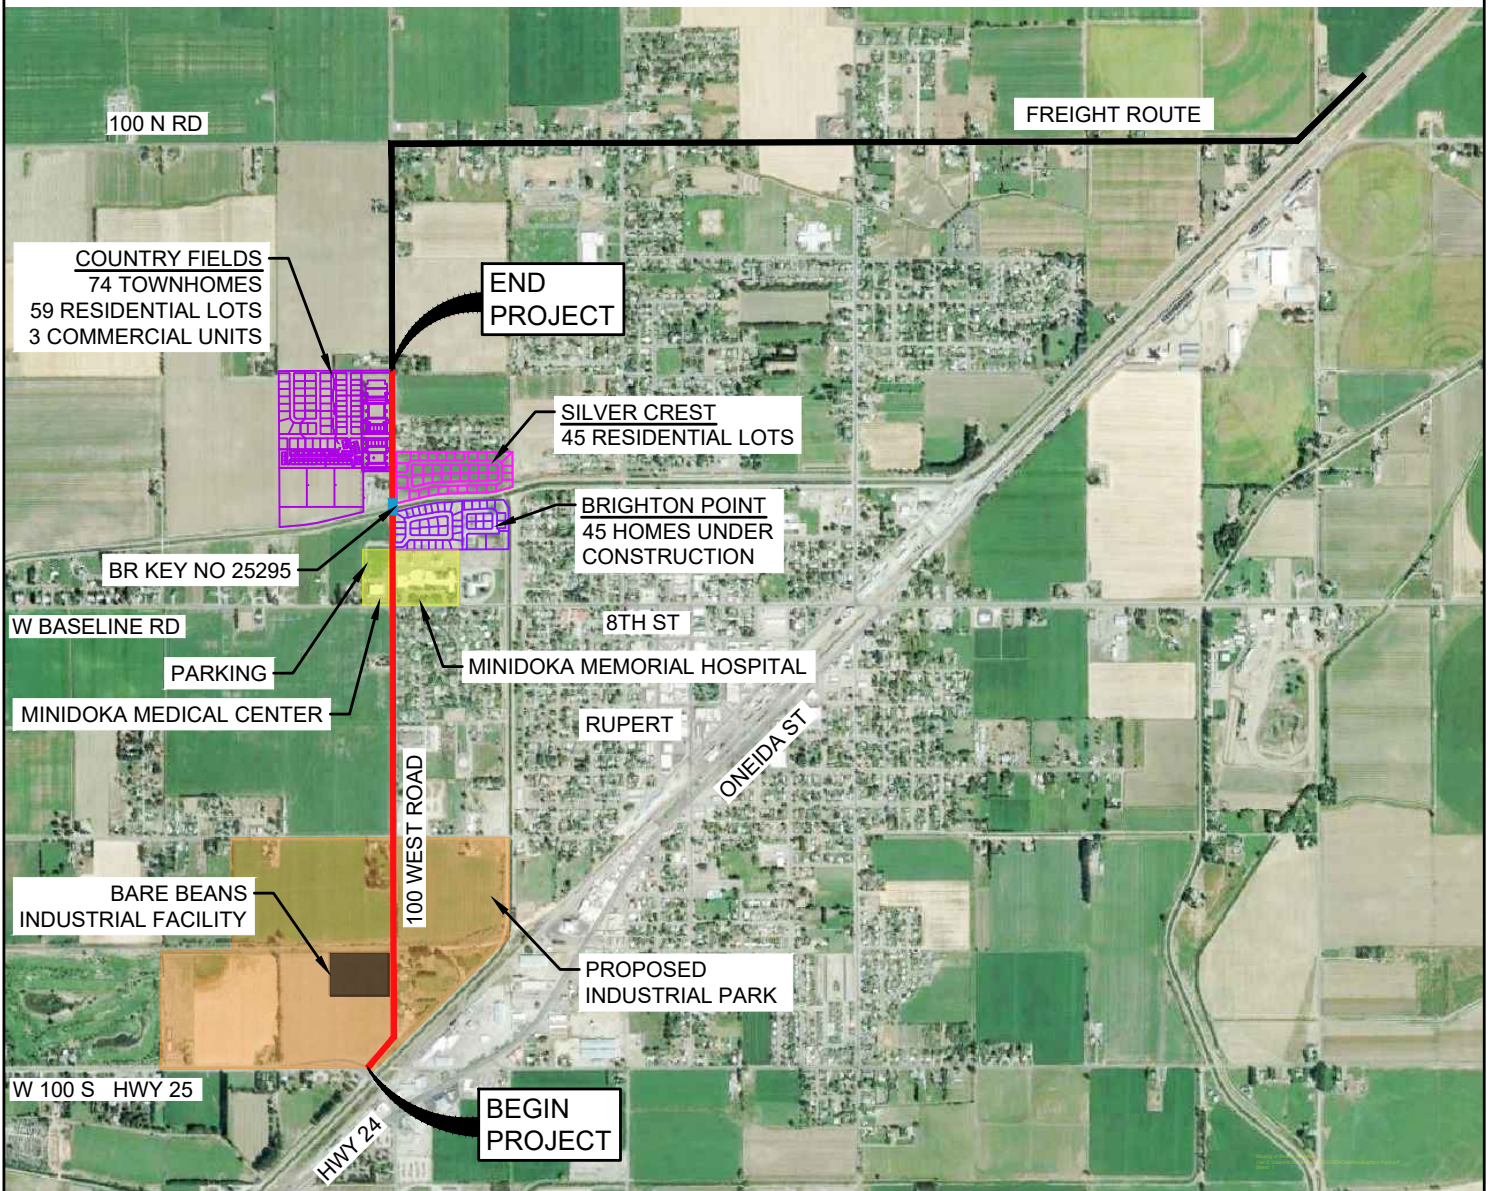 100 N RD
FREIGHT ROUTE
COUNTRY FIELDS
74 TOWNHOMES
59 RESIDENTIAL LOTS
3 COMMERCIAL UNITS
END
PROJECT
SILVER CREST
45 RESIDENTIAL LOTS
BRIGHTON POINT
45 HOMES UNDER
CONSTRUCTION
BR KEY NO 25295
W BASELINE RD
8TH ST
PARKING
MINIDOKA MEMORIAL HOSPITAL
MINIDOKA MEDICAL CENTER
RUPERT
ONEIDA ST
100 WEST ROAD
BARE BEANS
INDUSTRIAL FACILITY
PROPOSED
INDUSTRIAL PARK
W 100 S HWY 25
BEGIN
PROJECT
HWY 24